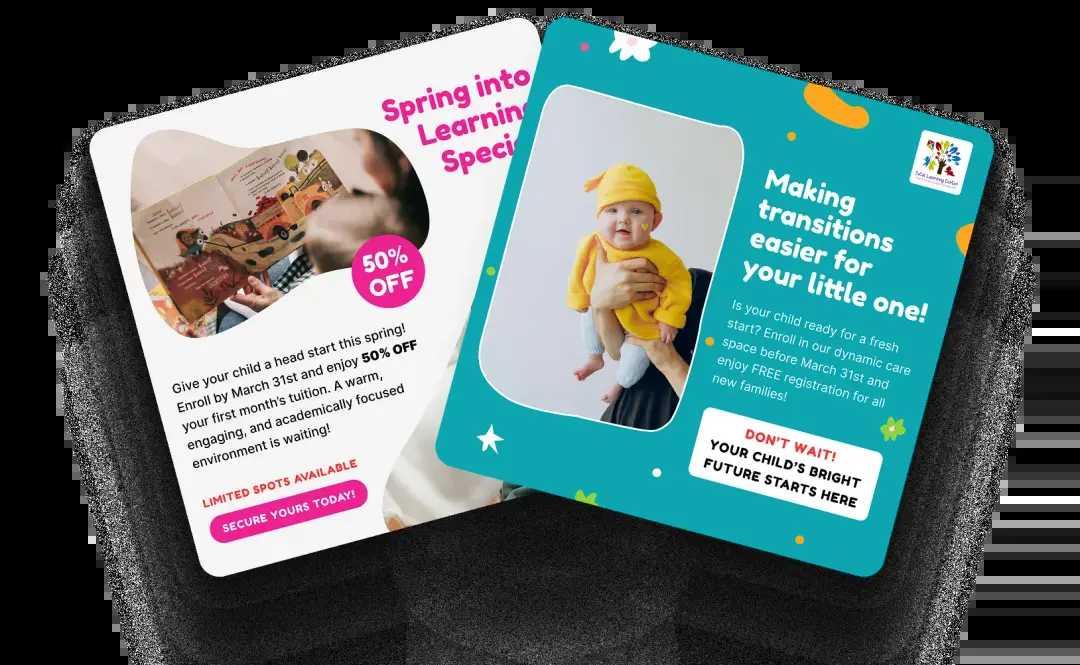 Spring into
Learning
Speci
50%
OFF
Give your child a head start this spring!
Enroll by March 31st and enjoy 50% OFF
your first month's tuition. A warm,
engaging, and academically focused
environment is waiting!
LIMITED SPOTS AVAILABLE
SECURE YOURS TODAY!
Total Learning Center
Making
transitions
easier for
your little one!
Is your child ready for a fresh
start? Enroll in our dynamic care
space before March 31st and
enjoy FREE registration for all
new families!
DON'T WAIT!
YOUR CHILD'S BRIGHT
FUTURE STARTS HERE